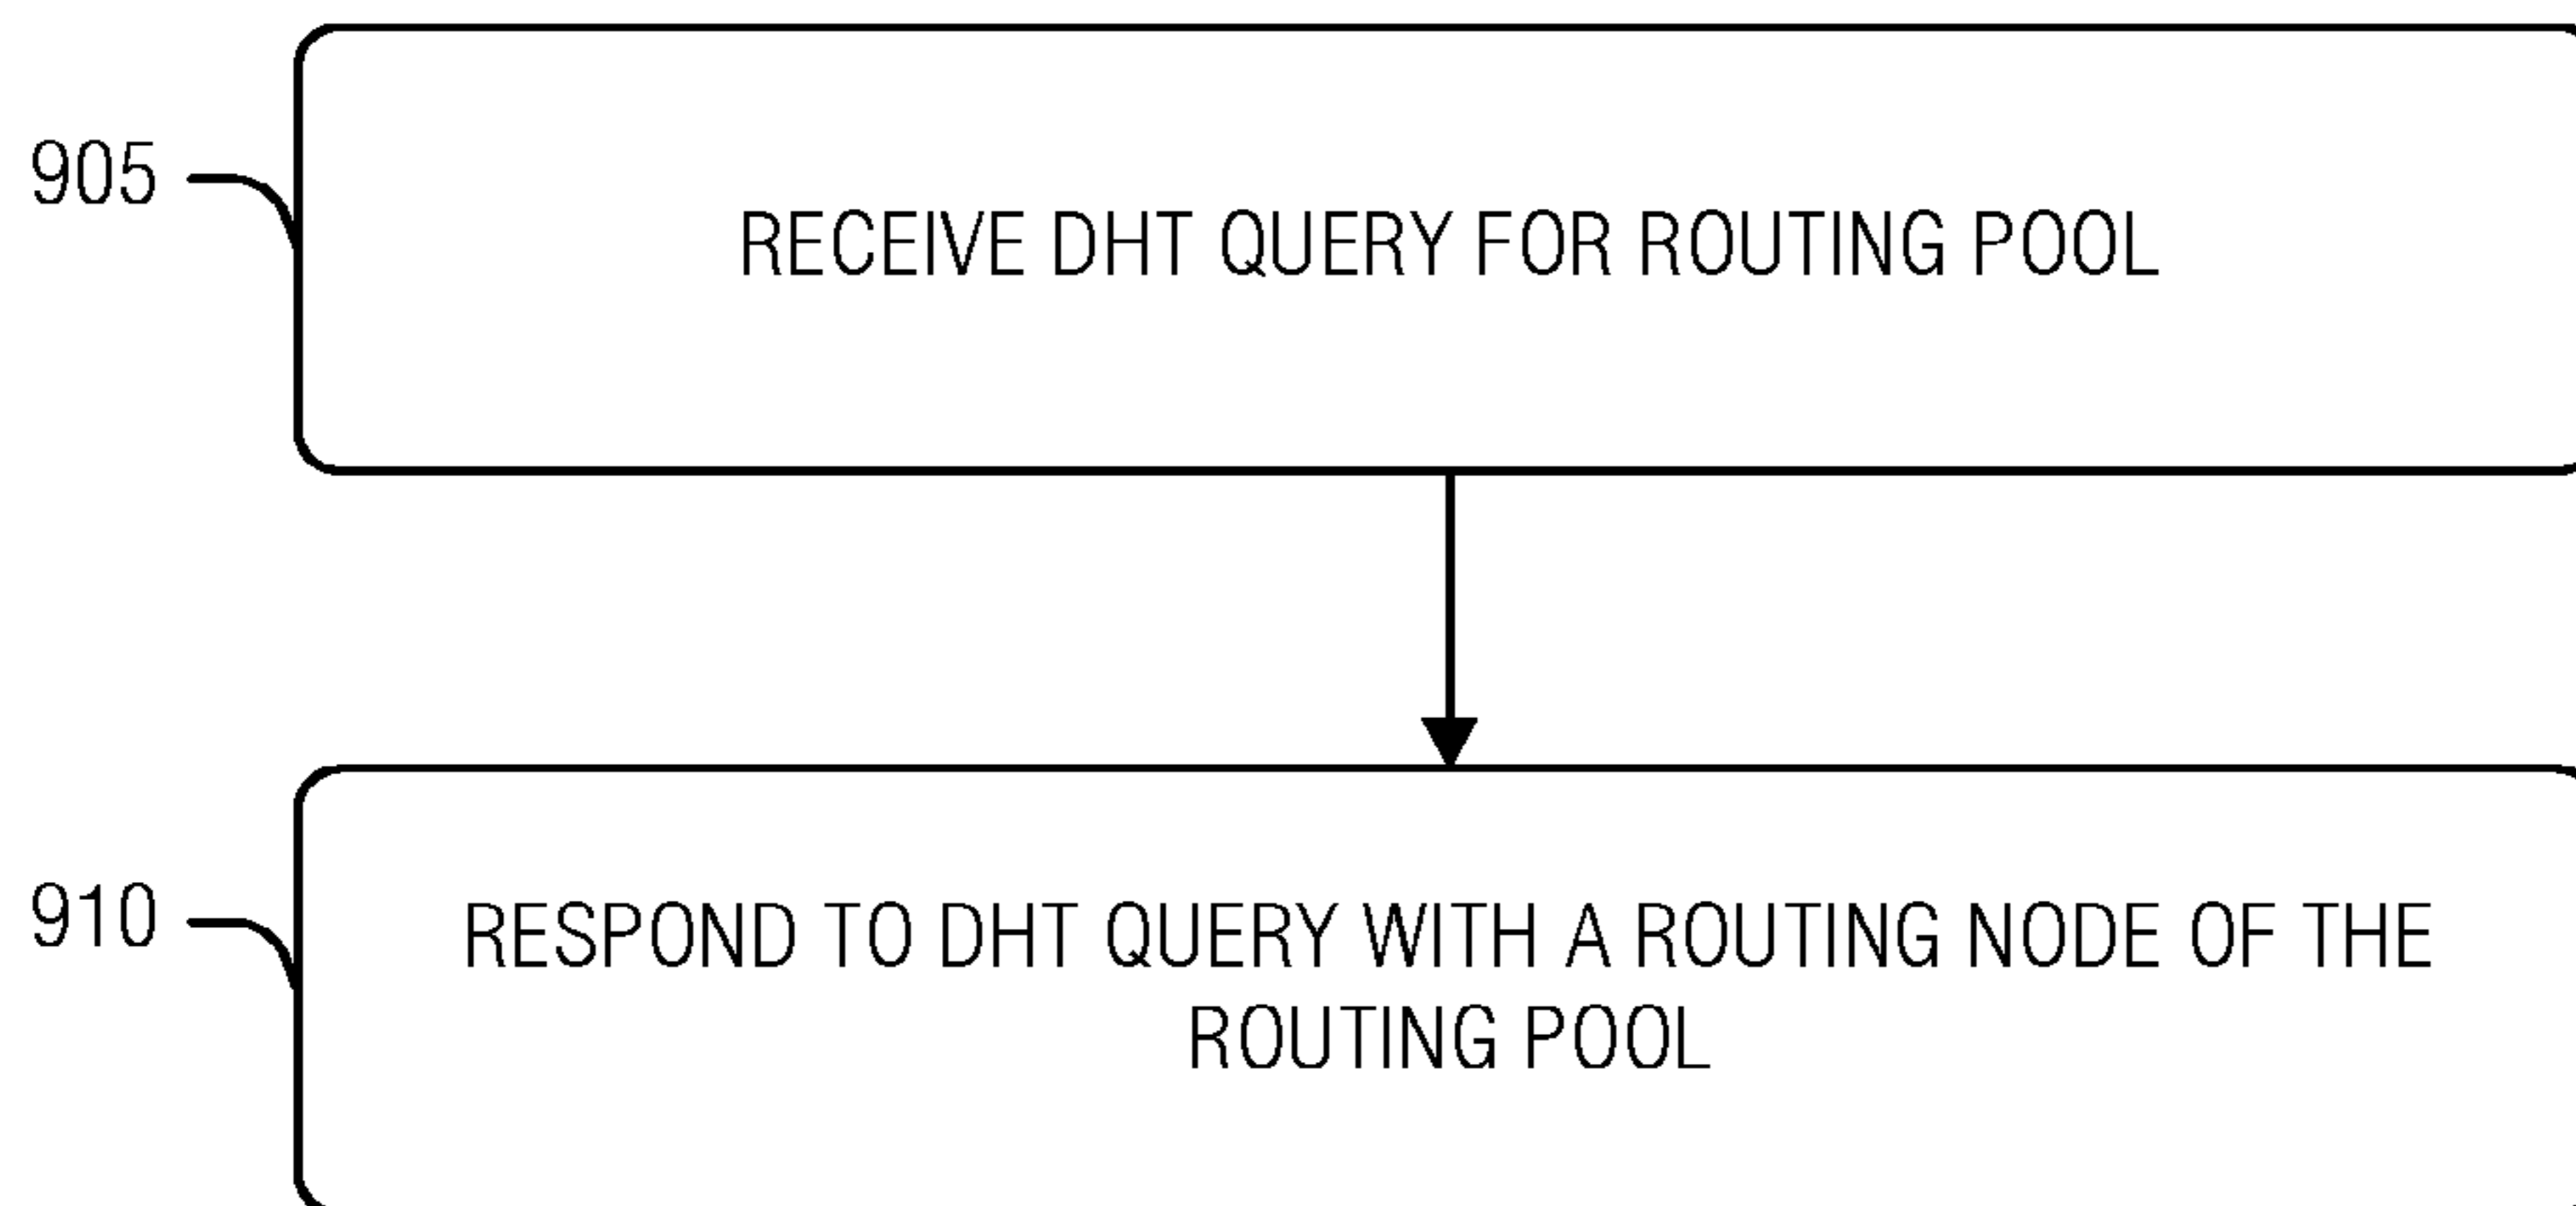 905
RECEIVE DHT QUERY FOR ROUTING POOL
910
RESPOND TO DHT QUERY WITH A ROUTING NODE OF THE
ROUTING POOL